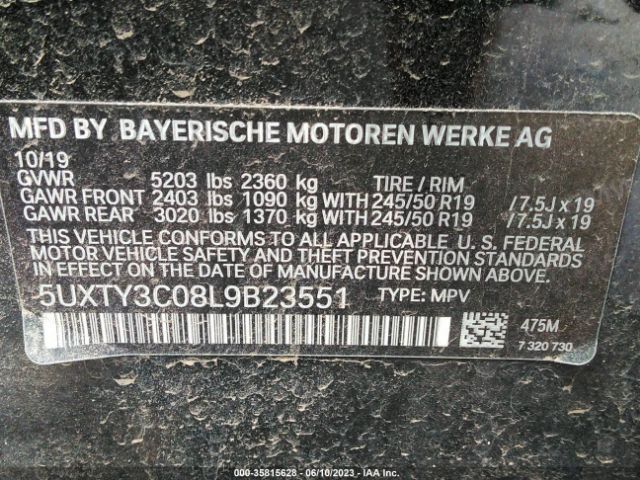 MFD BY BAYERISCHE MOTOREN WERKE AG
10/19
GVWR 5203 lbs 2360 kg TIRE / RIM
GAWR FRONT 2403 lbs 1090 kg WITH 245/50 R19 / 7.5J x 19
GAWR REAR 3020 lbs 1370 kg WITH 245/50 R19 / 7.5J x 19
THIS VEHICLE CONFORMS TO ALL APPLICABLE, U. S. FEDERAL
MOTOR VEHICLE SAFETY AND THEFT PREVENTION STANDARDS
IN EFFECT ON THE DATE OF MANUFACTURE SHOWN ABOVE.
5UXTY3C08L9B23551 TYPE: MPV
475M
7 320 730
000-35815628 - 06/10/2023 - IAA Inc.